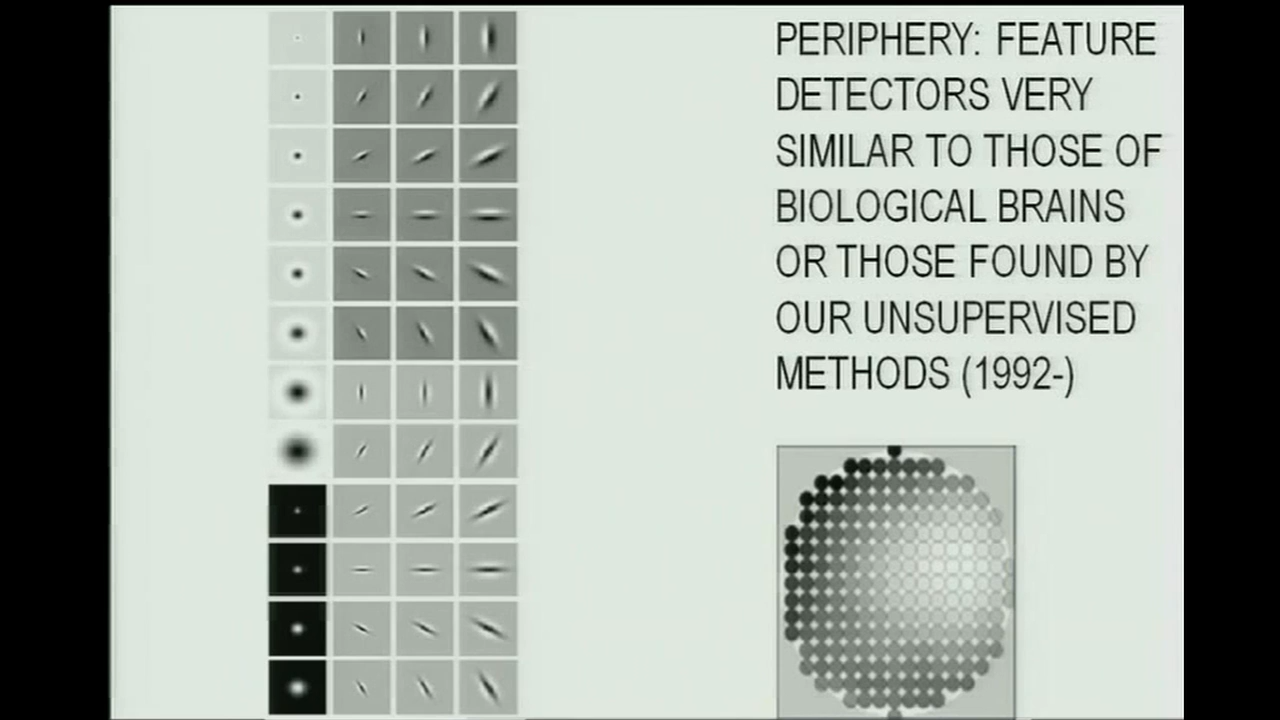 PERIPHERY: FEATURE
DETECTORS VERY
SIMILAR TO THOSE OF
BIOLOGICAL BRAINS
OR THOSE FOUND BY
OUR UNSUPERVISED
METHODS (1992-)